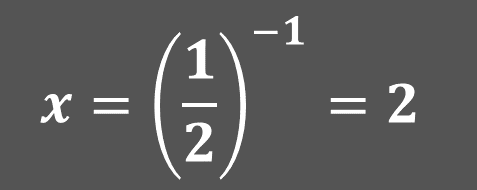 x = (1/2)^−1 = 2